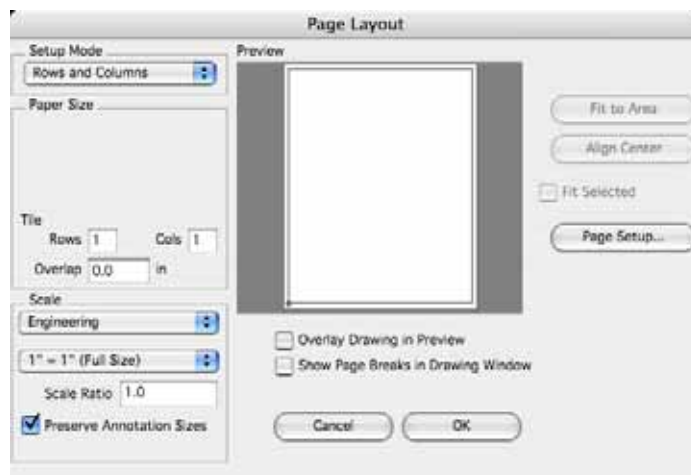 Page Layout
Setup Mode
Rows and Columns
Paper Size
Tile
Rows 1 Cols 1
Overlap 0.0 in
Scale
Engineering
1" = 1" (Full Size)
Scale Ratio 1.0
Preserve Annotation Sizes
Preview
Overlay Drawing in Preview
Show Page Breaks in Drawing Window
Cancel OK
Fit to Area
Align Center
Fit Selected
Page Setup...